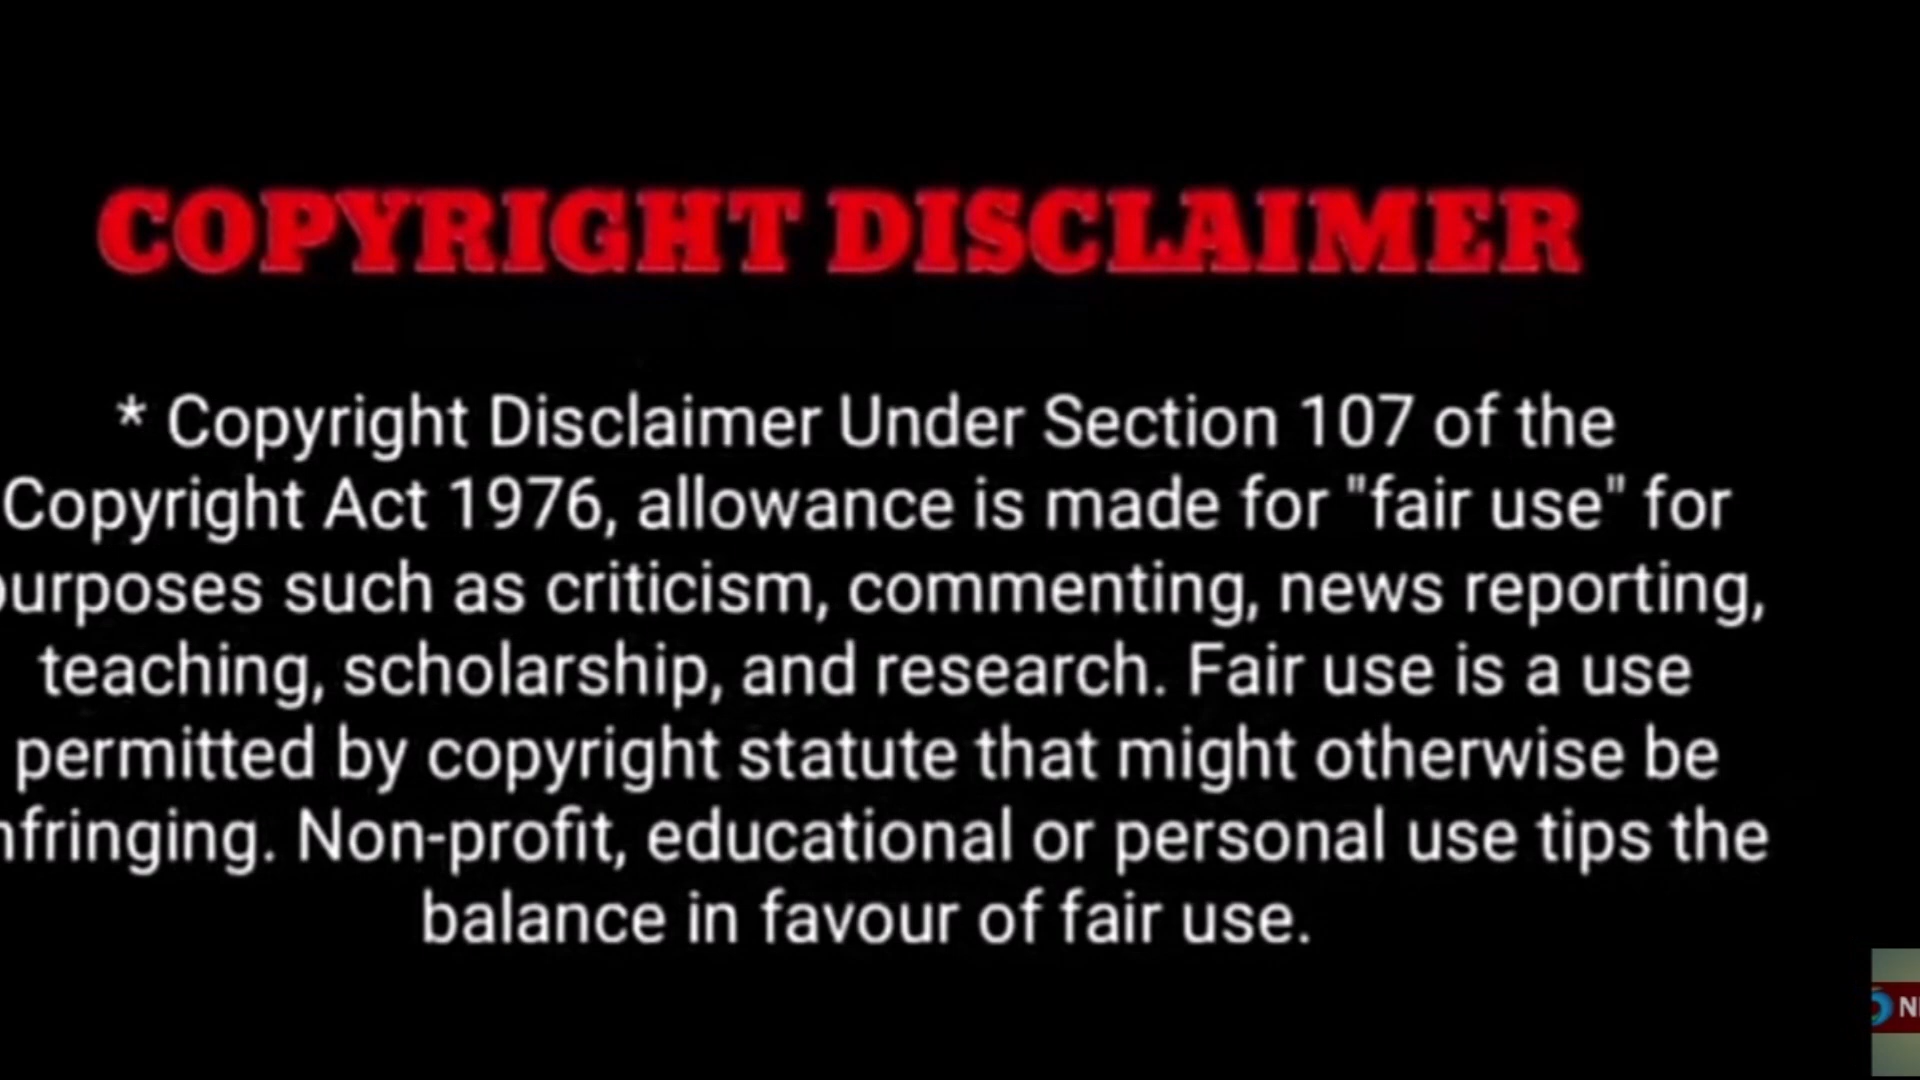 COPYRIGHT DISCLAIMER
* Copyright Disclaimer Under Section 107 of the
Copyright Act 1976, allowance is made for "fair use" for
purposes such as criticism, commenting, news reporting,
teaching, scholarship, and research. Fair use is a use
permitted by copyright statute that might otherwise be
nfringing. Non-profit, educational or personal use tips the
balance in favour of fair use.